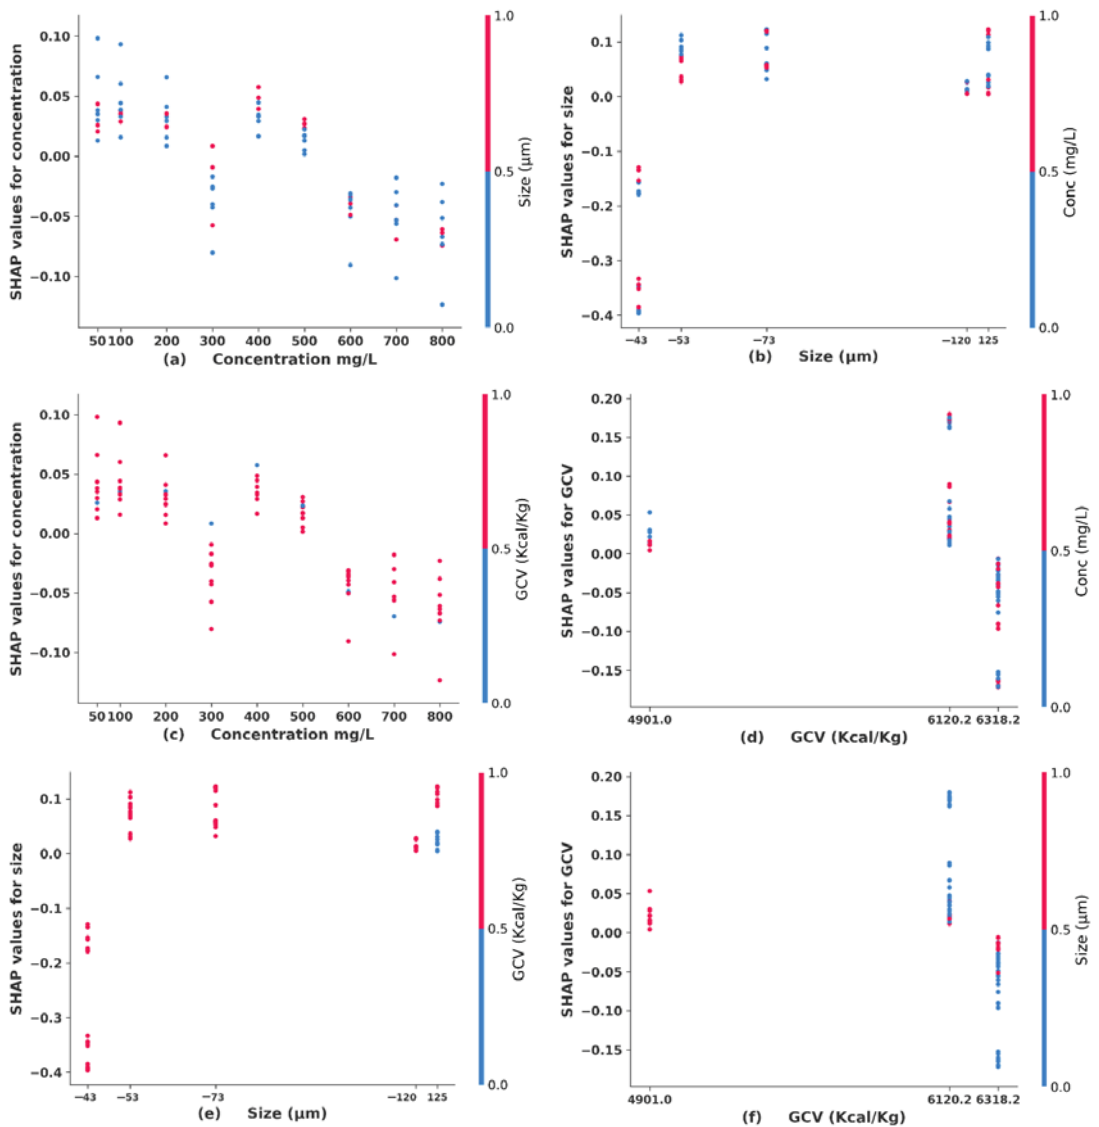 SHAP values for concentration
0.10
0.05
0.00
−0.05
−0.10
50 100 200 300 400 500 600 700 800
(a) Concentration mg/L
1.0
0.5
0.0
Size (μm)
SHAP values for size
0.1
0.0
−0.1
−0.2
−0.3
−0.4
−43 −53 −73 −120 125
(b) Size (μm)
1.0
0.5
0.0
Conc (mg/L)
SHAP values for concentration
0.10
0.05
0.00
−0.05
−0.10
50 100 200 300 400 500 600 700 800
(c) Concentration mg/L
1.0
0.5
0.0
GCV (Kcal/Kg)
SHAP values for GCV
0.20
0.15
0.10
0.05
0.00
−0.05
−0.10
−0.15
4901.0 6120.2 6318.2
(d) GCV (Kcal/Kg)
1.0
0.5
0.0
Conc (mg/L)
SHAP values for size
0.1
0.0
−0.1
−0.2
−0.3
−0.4
−43 −53 −73 −120 125
(e) Size (μm)
1.0
0.5
0.0
GCV (Kcal/Kg)
SHAP values for GCV
0.20
0.15
0.10
0.05
0.00
−0.05
−0.10
−0.15
4901.0 6120.2 6318.2
(f) GCV (Kcal/Kg)
1.0
0.5
0.0
Size (μm)